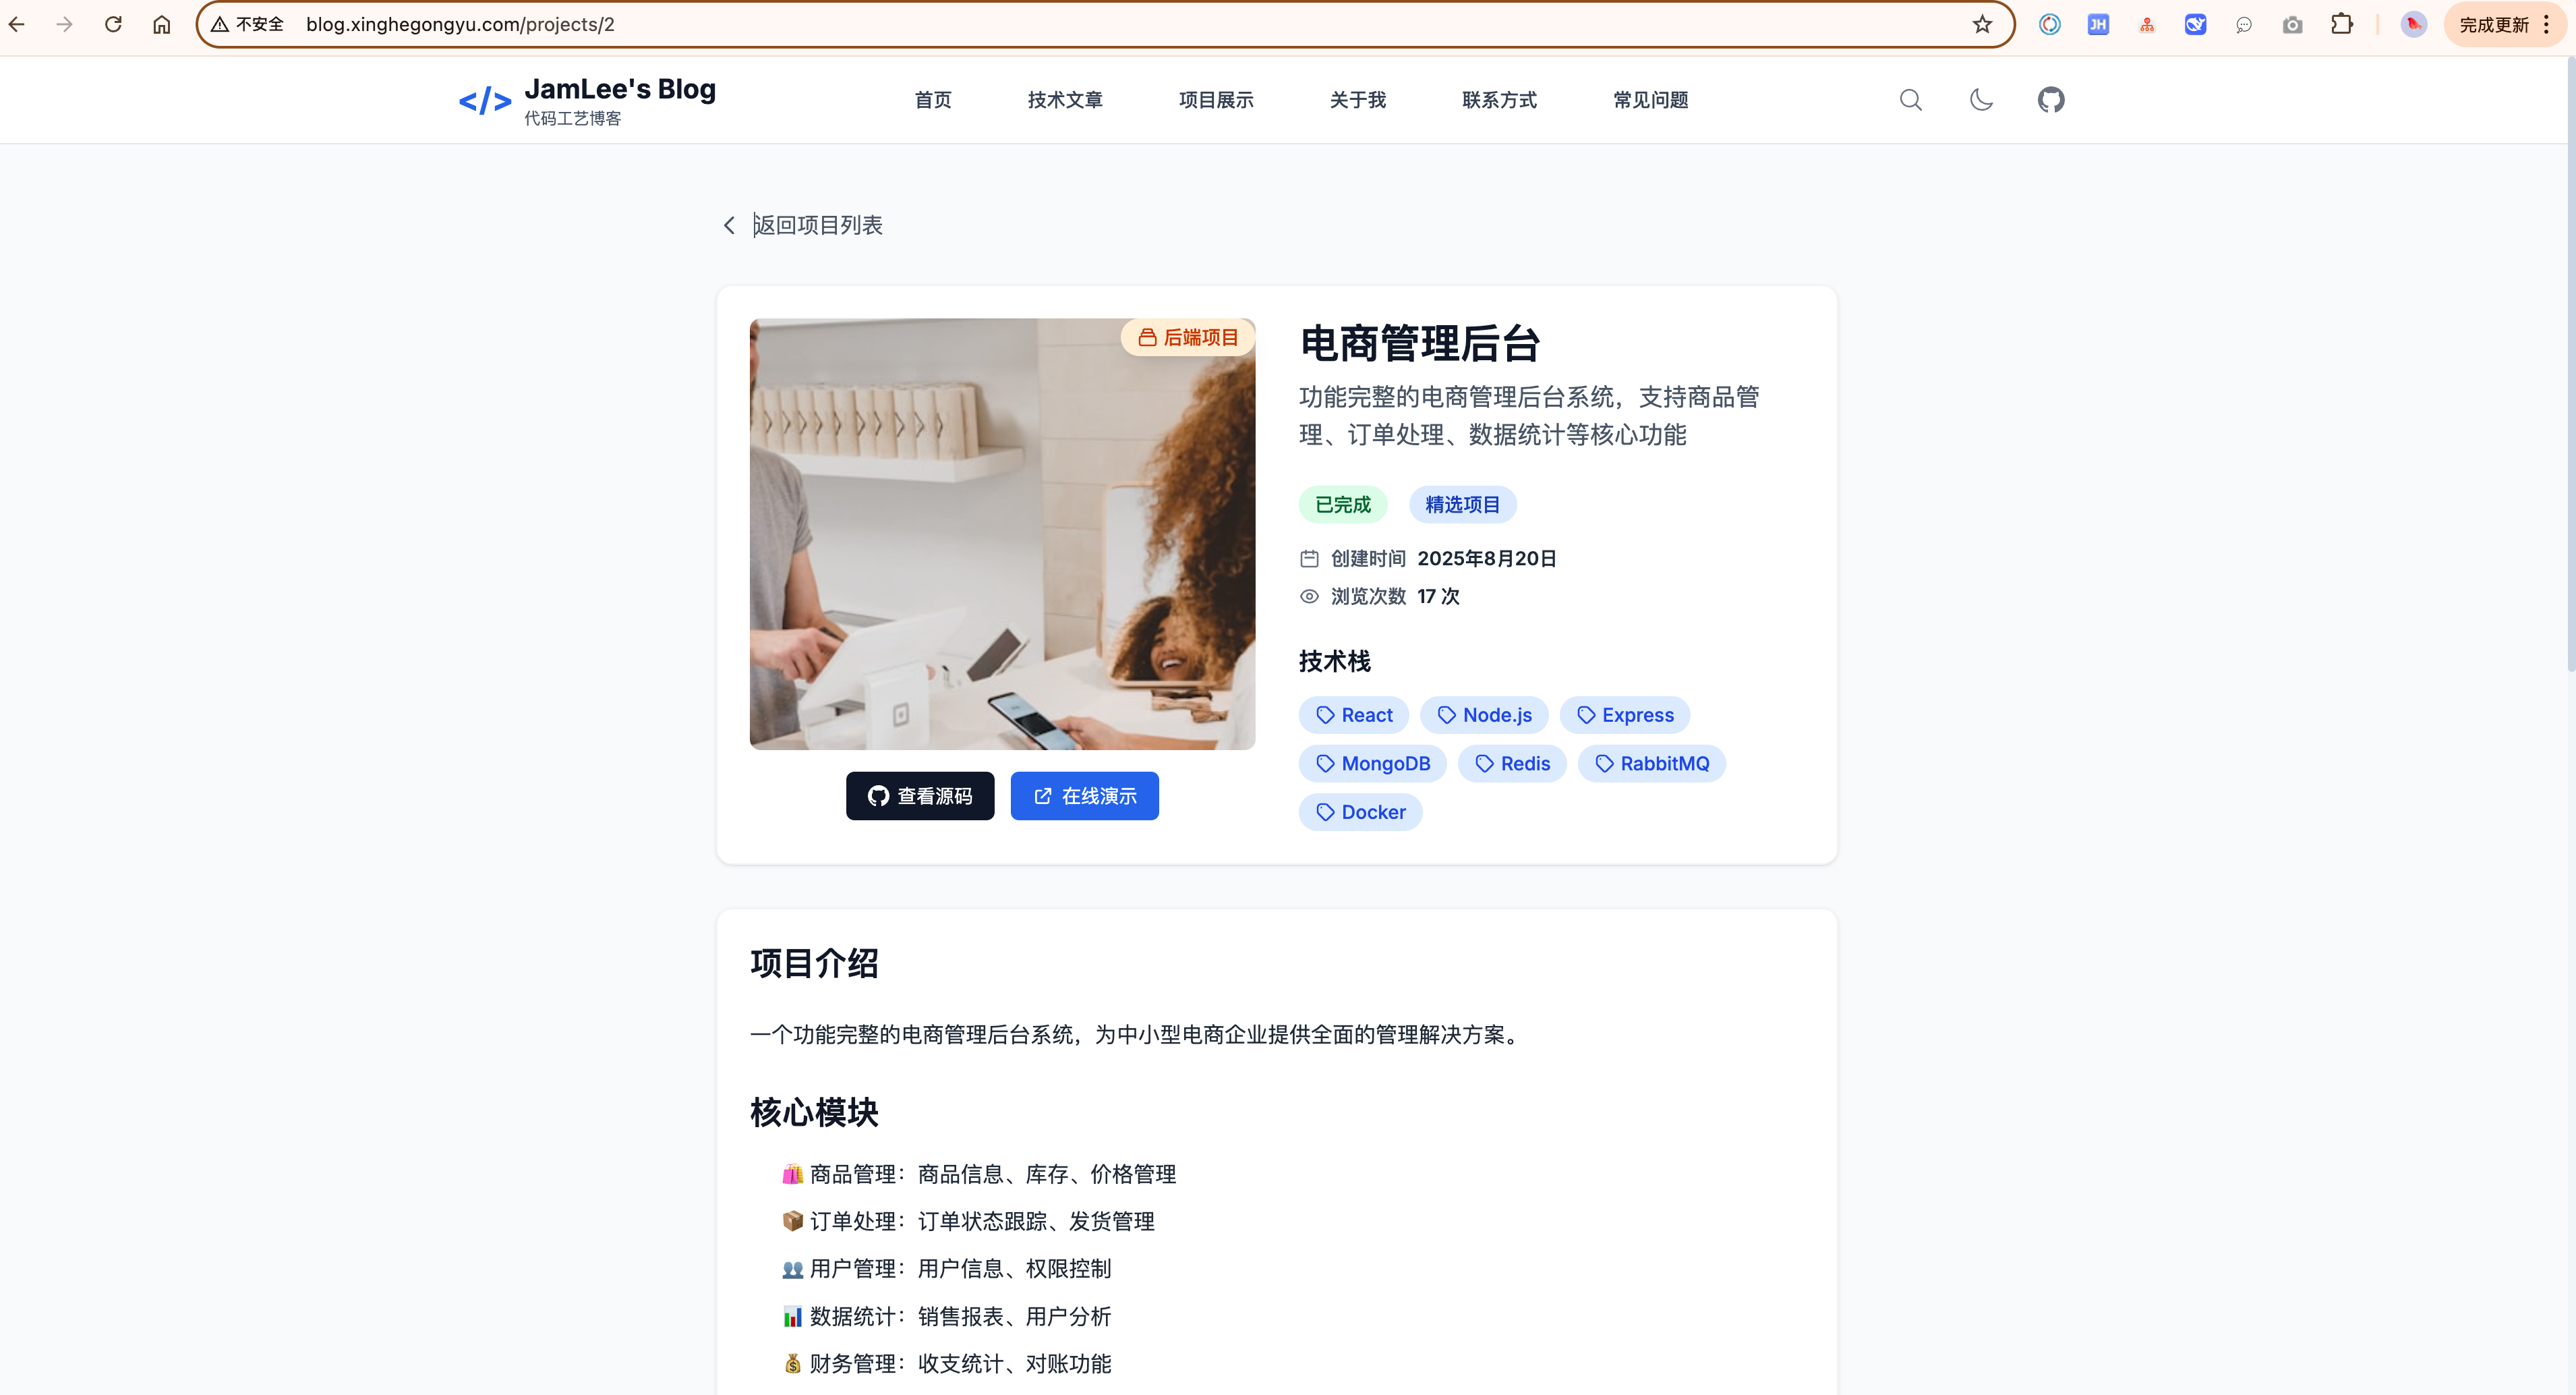 不安全 blog.xinghegongyu.com/projects/2
JH
完成更新
</> JamLee's Blog
代码工艺博客
首页 技术文章 项目展示 关于我 联系方式 常见问题
返回项目列表
后端项目
电商管理后台
功能完整的电商管理后台系统，支持商品管
理、订单处理、数据统计等核心功能
已完成 精选项目
创建时间 2025年8月20日
浏览次数 17 次
技术栈
React Node.js Express
MongoDB Redis RabbitMQ
Docker
查看源码 在线演示
项目介绍
一个功能完整的电商管理后台系统，为中小型电商企业提供全面的管理解决方案。
核心模块
🛍️ 商品管理：商品信息、库存、价格管理
📦 订单处理：订单状态跟踪、发货管理
👥 用户管理：用户信息、权限控制
📊 数据统计：销售报表、用户分析
💰 财务管理：收支统计、对账功能